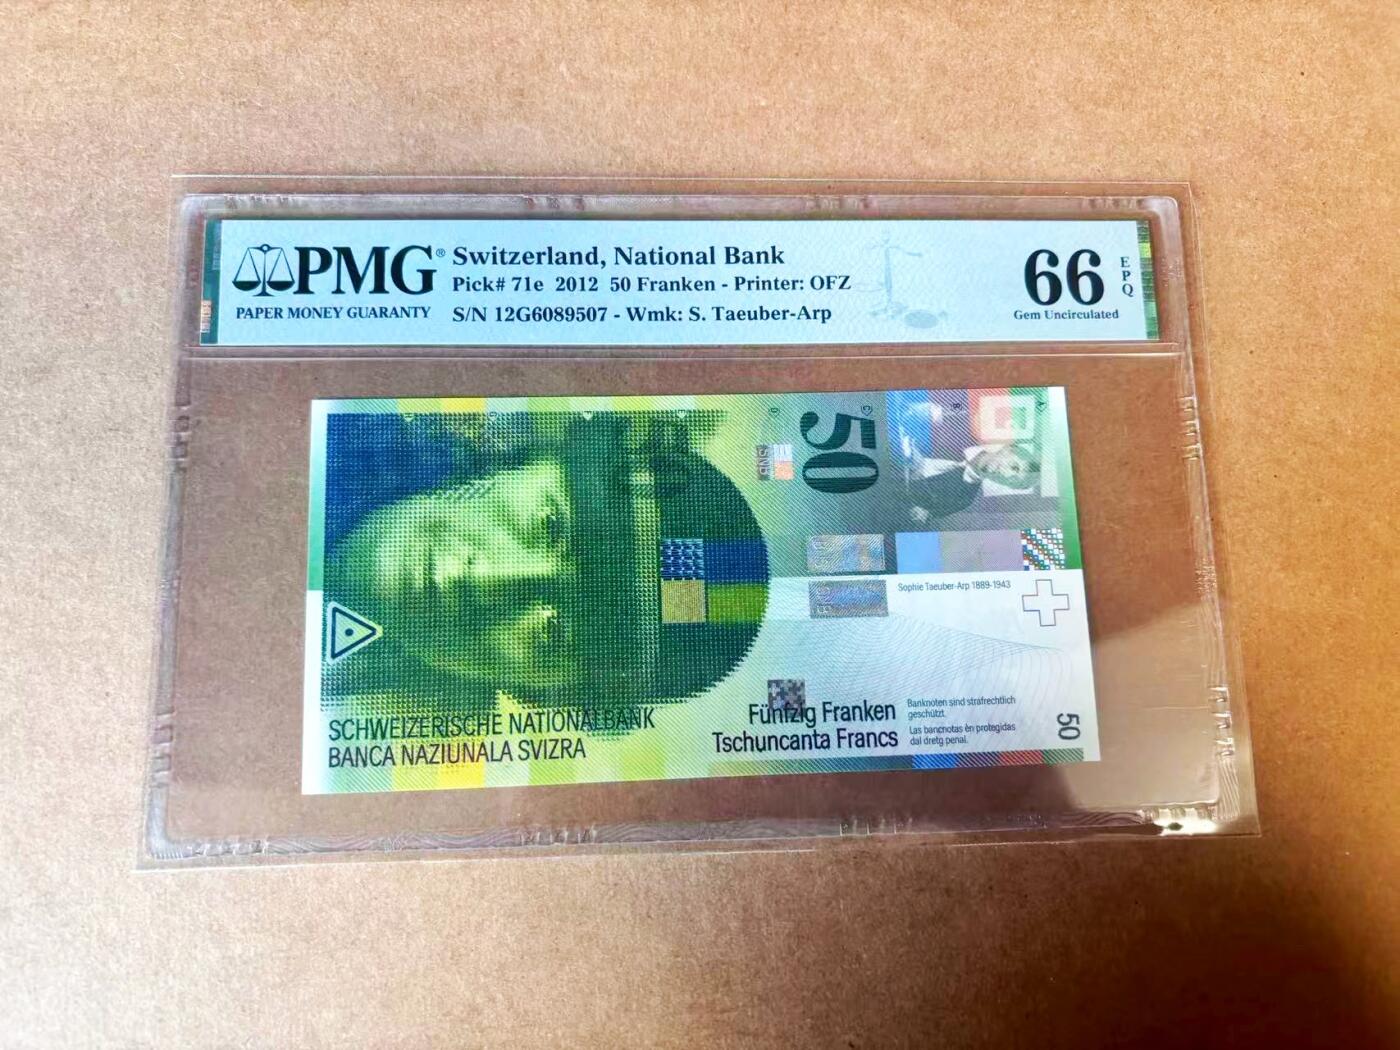 PMG®
PAPER MONEY GUARANTY
Switzerland, National Bank
Pick# 71e 2012 50 Franken - Printer: OFZ
S/N 12G6089507 - Wmk: S. Taeuber-Arp
66
EPQ
Gem Uncirculated
50
SNB
Sophie Taeuber-Arp 1889-1943
SCHWEIZERISCHE NATIONALBANK
BANCA NAZIUNALA SVIZRA
Fünfzig Franken
Tschuncanta Francs
Banknoten sind strafrechtlich
geschützt.
Las bancnotas èn protegidas
dal dretg penal.
50